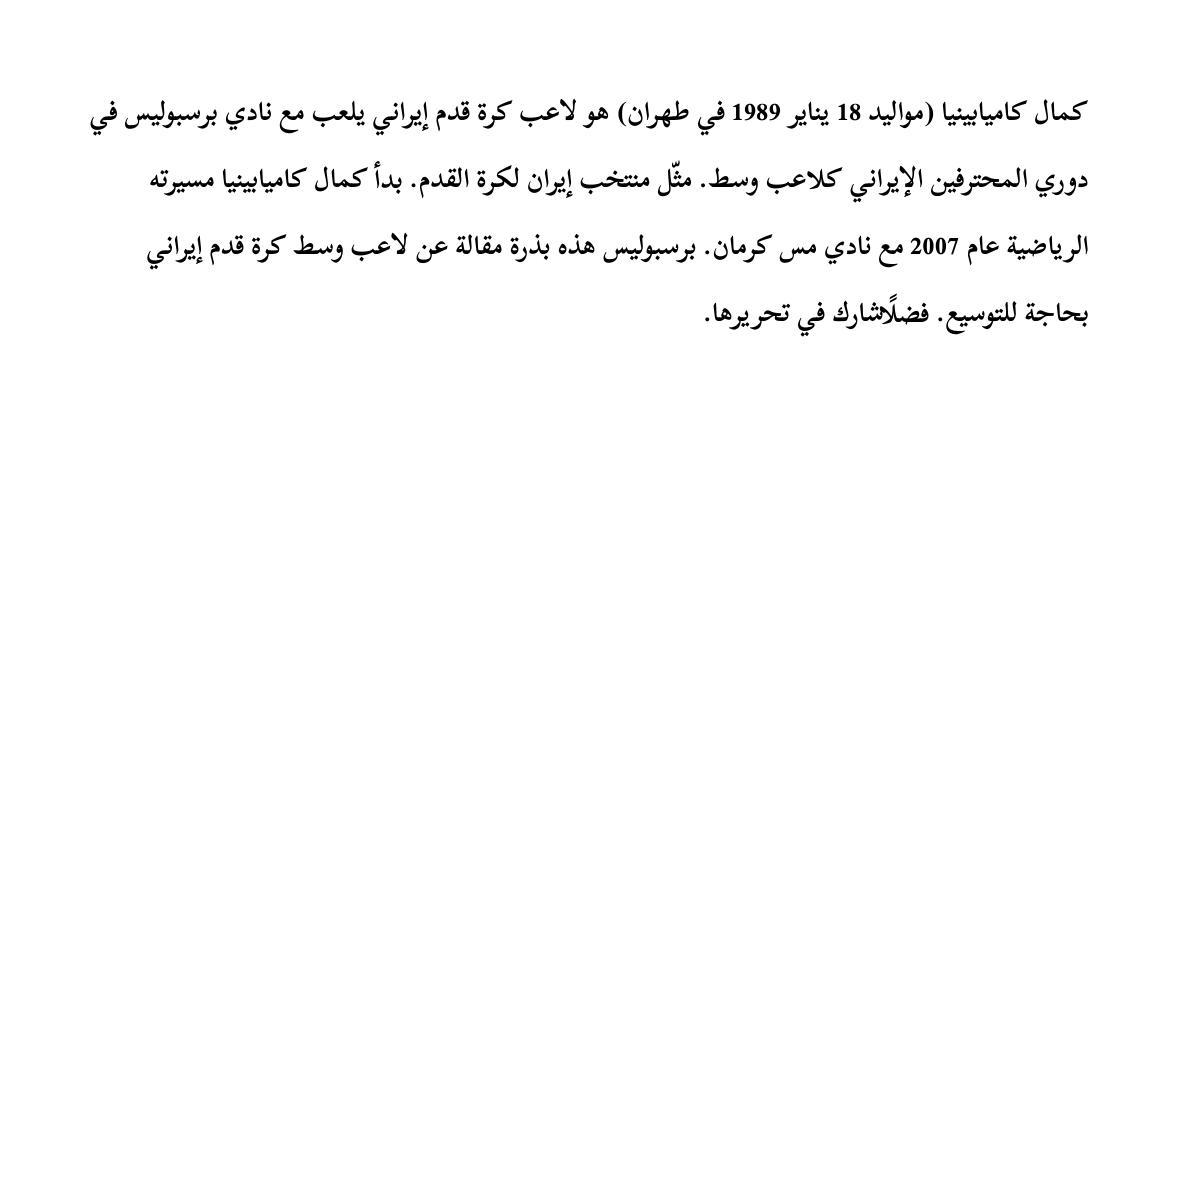 كمال كاميابينيا (مواليد 18 يناير 1989 في طهران) هو لاعب كرة قدم إيراني يلعب مع نادي برسبوليس في
دوري المحترفين الإيراني كلاعب وسط. مثّل منتخب إيران لكرة القدم. بدأ كمال كاميابينيا مسيرته
الرياضية عام 2007 مع نادي مس كرمان. برسبوليس هذه بذرة مقالة عن لاعب وسط كرة قدم إيراني
بحاجة للتوسيع. فضلًاشارك في تحريرها.